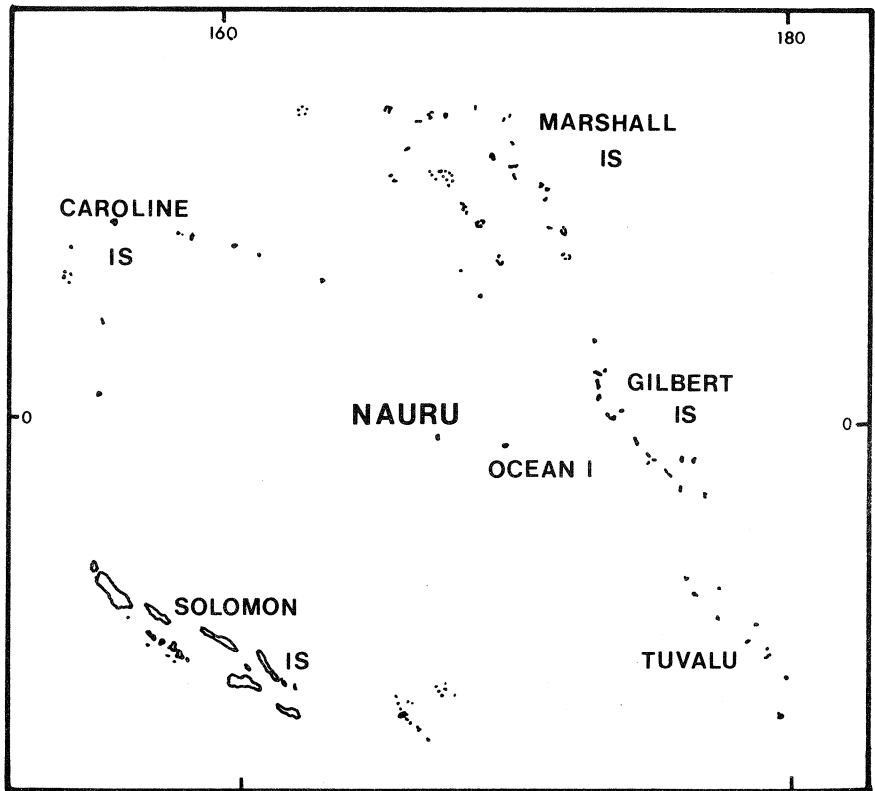 160
180
MARSHALL
IS
CAROLINE
IS
GILBERT
IS
NAURU
0
0
OCEAN I
SOLOMON
IS
TUVALU